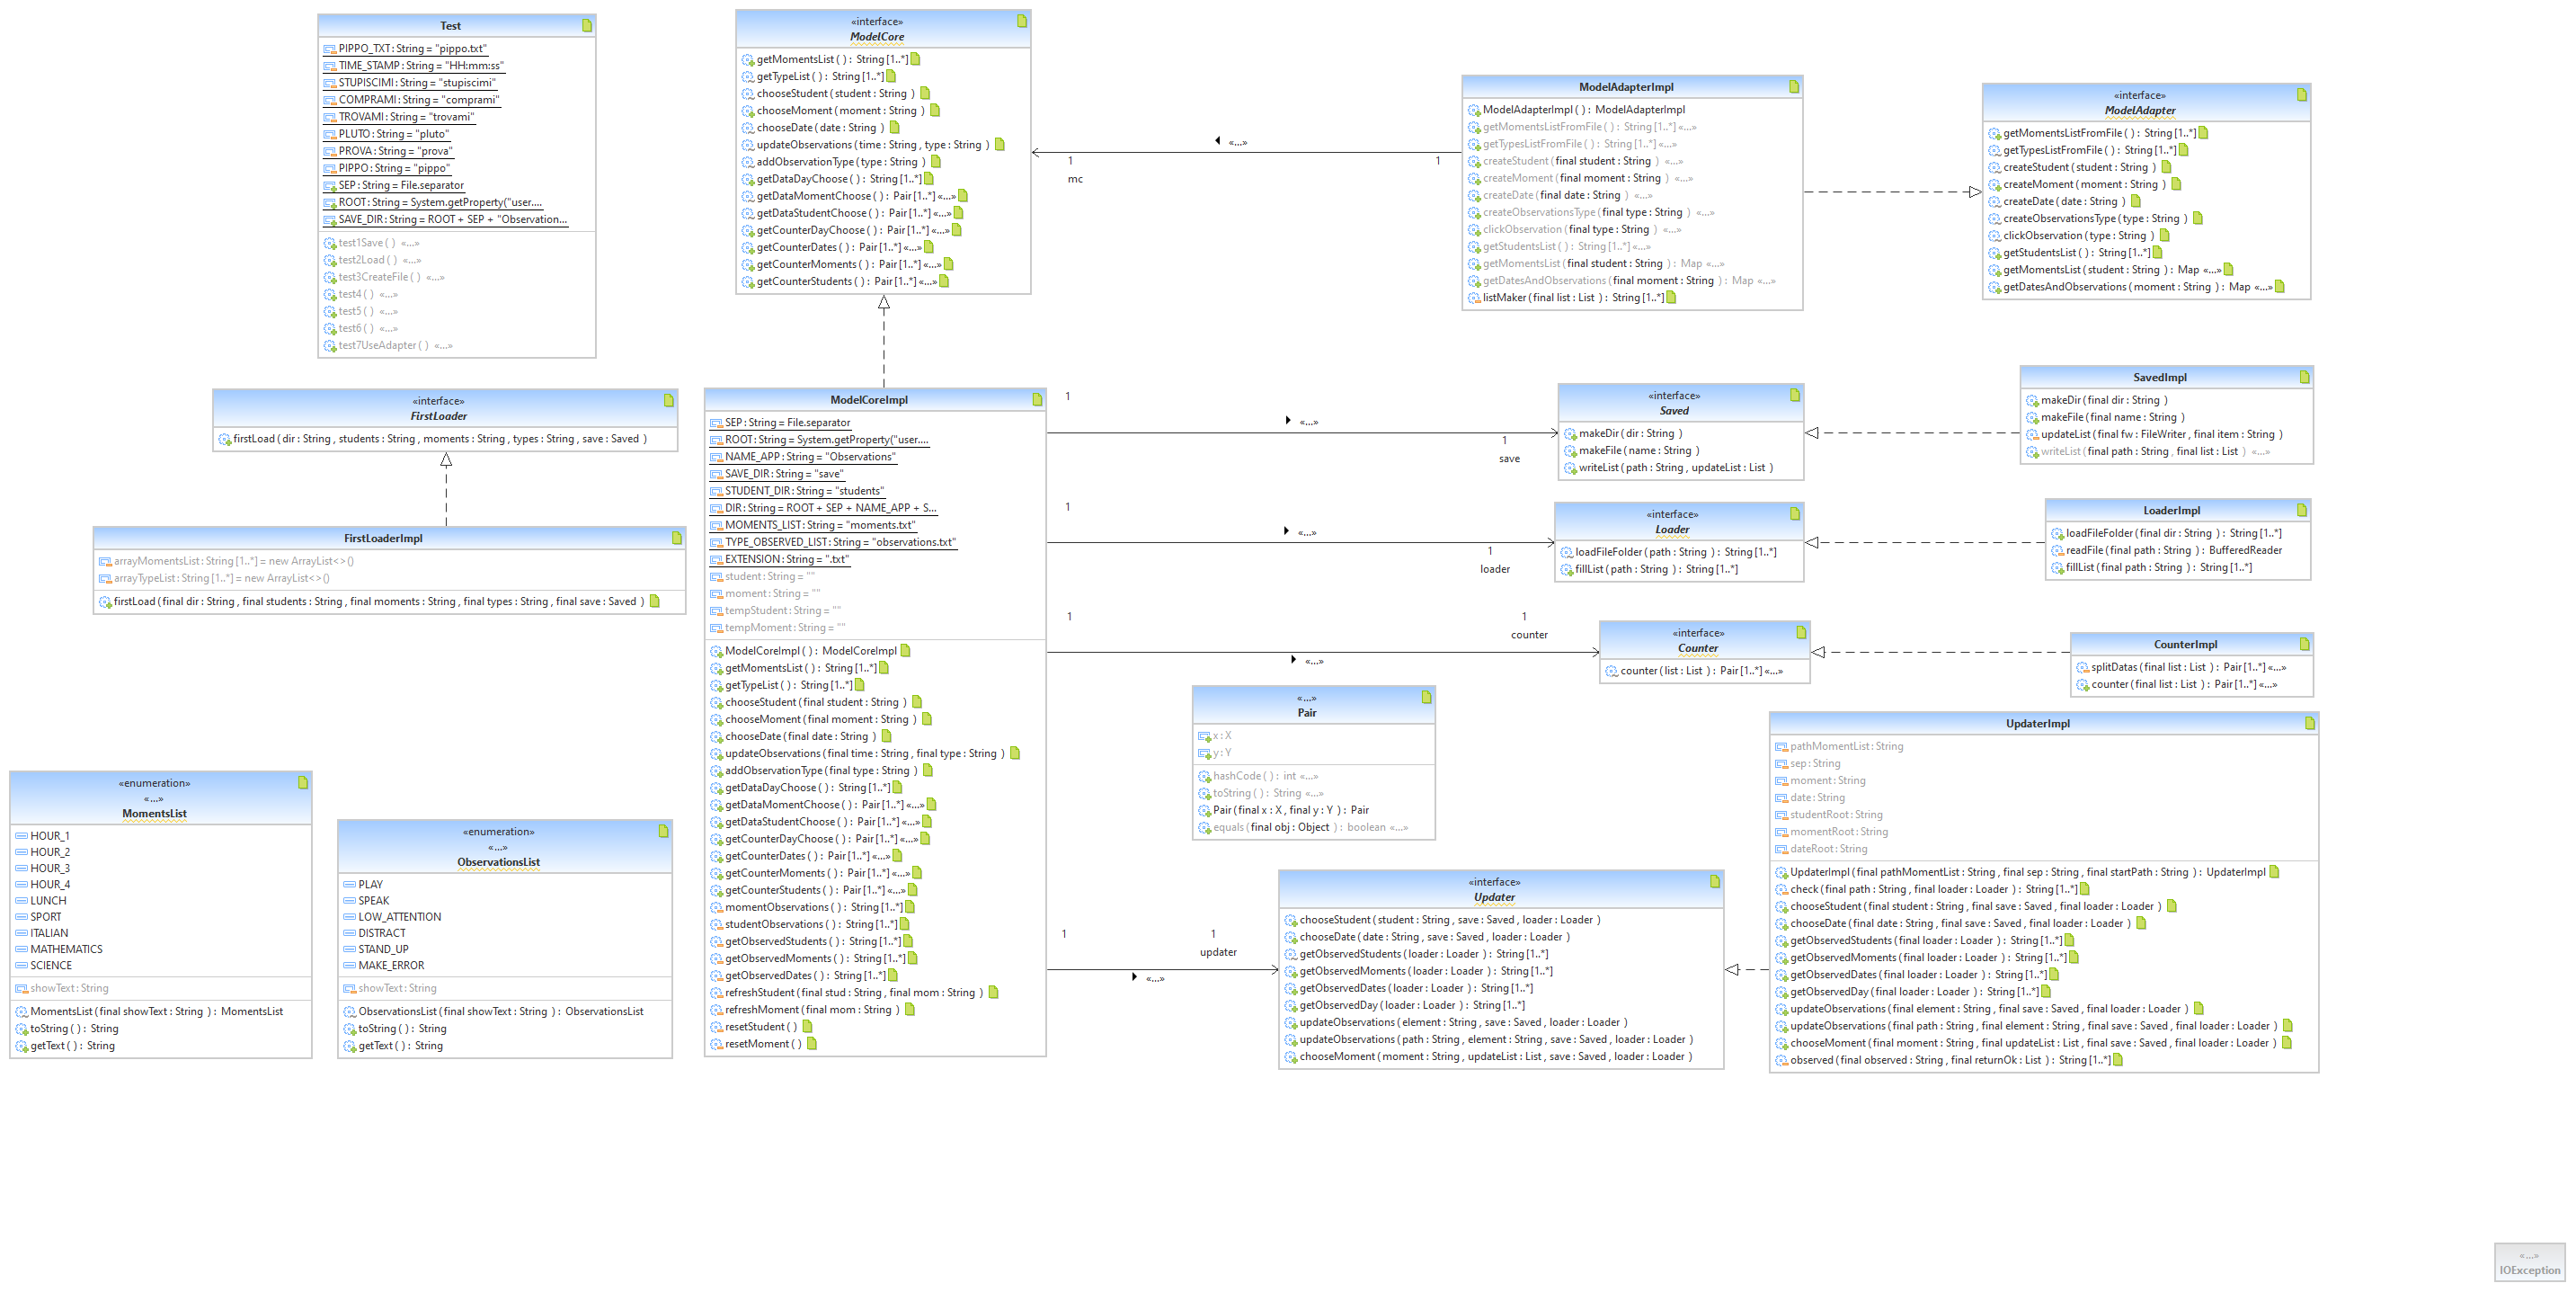 Test
PIPPO_TXT : String = "pippo.txt"
TIME_STAMP : String = "HH:mm:ss"
STUPISCIMI : String = "stupiscimi"
COMPRAMI : String = "comprami"
TROVAMI : String = "trovami"
PLUTO : String = "pluto"
PROVA : String = "prova"
PIPPO : String = "pippo"
SEP : String = File.separator
ROOT : String = System.getProperty("user....
SAVE_DIR : String = ROOT + SEP + "Observation...
test1Save ( ) «...»
test2Load ( ) «...»
test3CreateFile ( ) «...»
test4 ( ) «...»
test5 ( ) «...»
test6 ( ) «...»
test7UseAdapter ( ) «...»
«interface»
ModelCore
getMomentsList ( ) : String [1..*]
getTypeList ( ) : String [1..*]
chooseStudent ( student : String )
chooseMoment ( moment : String )
chooseDate ( date : String )
updateObservations ( time : String , type : String )
addObservationType ( type : String )
getDataDayChoose ( ) : String [1..*]
getDataMomentChoose ( ) : Pair [1..*] «...»
getDataStudentChoose ( ) : Pair [1..*] «...»
getCounterDayChoose ( ) : Pair [1..*] «...»
getCounterDates ( ) : Pair [1..*] «...»
getCounterMoments ( ) : Pair [1..*] «...»
getCounterStudents ( ) : Pair [1..*] «...»
«...»
1
mc
1
ModelAdapterImpl
ModelAdapterImpl ( ) : ModelAdapterImpl
getMomentsListFromFile ( ) : String [1..*] «...»
getTypesListFromFile ( ) : String [1..*] «...»
createStudent ( final student : String ) «...»
createMoment ( final moment : String ) «...»
createDate ( final date : String ) «...»
createObservationsType ( final type : String ) «...»
clickObservation ( final type : String ) «...»
getStudentsList ( ) : String [1..*] «...»
getMomentsList ( final student : String ) : Map «...»
getDatesAndObservations ( final moment : String ) : Map «...»
listMaker ( final list : List ) : String [1..*]
«interface»
ModelAdapter
getMomentsListFromFile ( ) : String [1..*]
getTypesListFromFile ( ) : String [1..*]
createStudent ( student : String )
createMoment ( moment : String )
createDate ( date : String )
createObservationsType ( type : String )
clickObservation ( type : String )
getStudentsList ( ) : String [1..*]
getMomentsList ( student : String ) : Map «...»
getDatesAndObservations ( moment : String ) : Map «...»
«interface»
FirstLoader
firstLoad ( dir : String , students : String , moments : String , types : String , save : Saved )
FirstLoaderImpl
arrayMomentsList : String [1..*] = new ArrayList<>()
arrayTypeList : String [1..*] = new ArrayList<>()
firstLoad ( final dir : String , final students : String , final moments : String , final types : String , final save : Saved )
ModelCoreImpl
SEP : String = File.separator
ROOT : String = System.getProperty("user....
NAME_APP : String = "Observations"
SAVE_DIR : String = "save"
STUDENT_DIR : String = "students"
DIR : String = ROOT + SEP + NAME_APP + S...
MOMENTS_LIST : String = "moments.txt"
TYPE_OBSERVED_LIST : String = "observations.txt"
EXTENSION : String = ".txt"
student : String = ""
moment : String = ""
tempStudent : String = ""
tempMoment : String = ""
ModelCoreImpl ( ) : ModelCoreImpl
getMomentsList ( ) : String [1..*]
getTypeList ( ) : String [1..*]
chooseStudent ( final student : String )
chooseMoment ( final moment : String )
chooseDate ( final date : String )
updateObservations ( final time : String , final type : String )
addObservationType ( final type : String )
getDataDayChoose ( ) : String [1..*]
getDataMomentChoose ( ) : Pair [1..*] «...»
getDataStudentChoose ( ) : Pair [1..*] «...»
getCounterDayChoose ( ) : Pair [1..*] «...»
getCounterDates ( ) : Pair [1..*] «...»
getCounterMoments ( ) : Pair [1..*] «...»
getCounterStudents ( ) : Pair [1..*] «...»
momentObservations ( ) : String [1..*]
studentObservations ( ) : String [1..*]
getObservedStudents ( ) : String [1..*]
getObservedMoments ( ) : String [1..*]
getObservedDates ( ) : String [1..*]
refreshStudent ( final stud : String , final mom : String )
refreshMoment ( final mom : String )
resetStudent ( )
resetMoment ( )
1
«...»
1
save
1
«...»
1
loader
1
1
counter
«...»
1
1
updater
«...»
«interface»
Saved
makeDir ( dir : String )
makeFile ( name : String )
writeList ( path : String , updateList : List )
SavedImpl
makeDir ( final dir : String )
makeFile ( final name : String )
updateList ( final fw : FileWriter , final item : String )
writeList ( final path : String , final list : List ) «...»
«interface»
Loader
loadFileFolder ( path : String ) : String [1..*]
fillList ( path : String ) : String [1..*]
LoaderImpl
loadFileFolder ( final dir : String ) : String [1..*]
readFile ( final path : String ) : BufferedReader
fillList ( final path : String ) : String [1..*]
«interface»
Counter
counter ( list : List ) : Pair [1..*] «...»
CounterImpl
splitDatas ( final list : List ) : Pair [1..*] «...»
counter ( final list : List ) : Pair [1..*] «...»
«...»
Pair
x : X
y : Y
hashCode ( ) : int «...»
toString ( ) : String «...»
Pair ( final x : X , final y : Y ) : Pair
equals ( final obj : Object ) : boolean «...»
UpdaterImpl
pathMomentList : String
sep : String
moment : String
date : String
studentRoot : String
momentRoot : String
dateRoot : String
UpdaterImpl ( final pathMomentList : String , final sep : String , final startPath : String ) : UpdaterImpl
check ( final path : String , final loader : Loader ) : String [1..*]
chooseStudent ( final student : String , final save : Saved , final loader : Loader )
chooseDate ( final date : String , final save : Saved , final loader : Loader )
getObservedStudents ( final loader : Loader ) : String [1..*]
getObservedMoments ( final loader : Loader ) : String [1..*]
getObservedDates ( final loader : Loader ) : String [1..*]
getObservedDay ( final loader : Loader ) : String [1..*]
updateObservations ( final element : String , final save : Saved , final loader : Loader )
updateObservations ( final path : String , final element : String , final save : Saved , final loader : Loader )
chooseMoment ( final moment : String , final updateList : List , final save : Saved , final loader : Loader )
observed ( final observed : String , final returnOk : List ) : String [1..*]
«interface»
Updater
chooseStudent ( student : String , save : Saved , loader : Loader )
chooseDate ( date : String , save : Saved , loader : Loader )
getObservedStudents ( loader : Loader ) : String [1..*]
getObservedMoments ( loader : Loader ) : String [1..*]
getObservedDates ( loader : Loader ) : String [1..*]
getObservedDay ( loader : Loader ) : String [1..*]
updateObservations ( element : String , save : Saved , loader : Loader )
updateObservations ( path : String , element : String , save : Saved , loader : Loader )
chooseMoment ( moment : String , updateList : List , save : Saved , loader : Loader )
«enumeration»
«...»
MomentsList
HOUR_1
HOUR_2
HOUR_3
HOUR_4
LUNCH
SPORT
ITALIAN
MATHEMATICS
SCIENCE
showText : String
MomentsList ( final showText : String ) : MomentsList
toString ( ) : String
getText ( ) : String
«enumeration»
«...»
ObservationsList
PLAY
SPEAK
LOW_ATTENTION
DISTRACT
STAND_UP
MAKE_ERROR
showText : String
ObservationsList ( final showText : String ) : ObservationsList
toString ( ) : String
getText ( ) : String
«...»
IOException